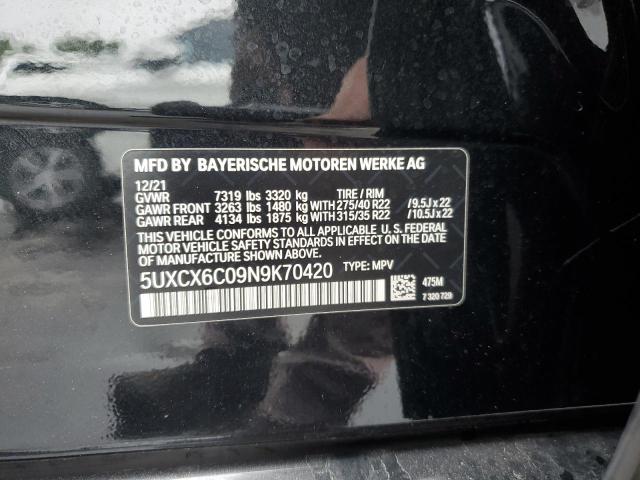 MFD BY BAYERISCHE MOTOREN WERKE AG
12/21
GVWR 7319 lbs 3320 kg TIRE / RIM
GAWR FRONT 3263 lbs 1480 kg WITH 275/40 R22 /9.5J x 22
GAWR REAR 4134 lbs 1875 kg WITH 315/35 R22 /10.5J x 22
THIS VEHICLE CONFORMS TO ALL APPLICABLE U.S. FEDERAL
MOTOR VEHICLE SAFETY STANDARDS IN EFFECT ON THE DATE
OF MANUFACTURE SHOWN ABOVE.
5UXCX6C09N9K70420 TYPE: MPV
475M
7 320 729